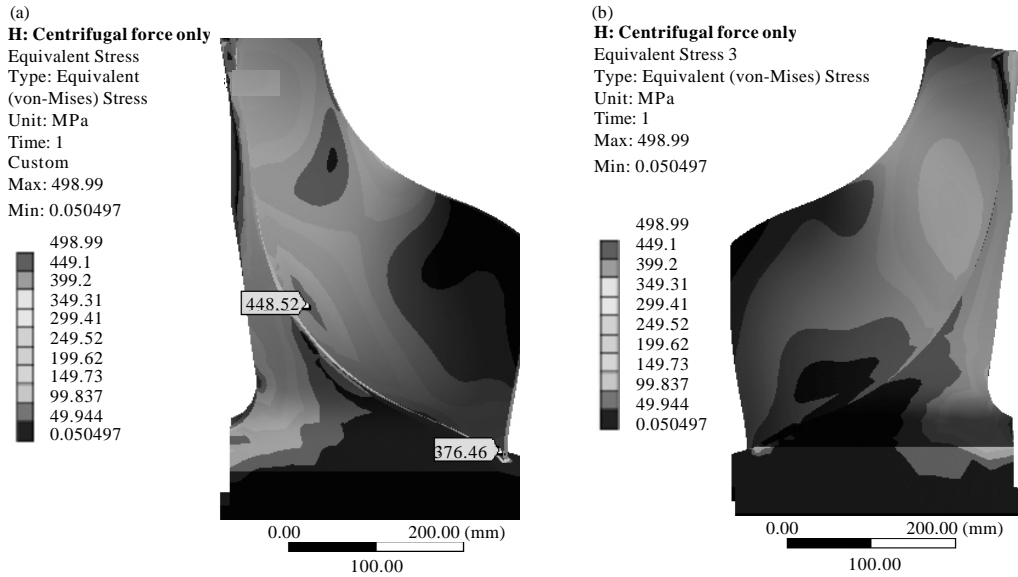 (a)
H: Centrifugal force only
Equivalent Stress
Type: Equivalent
(von-Mises) Stress
Unit: MPa
Time: 1
Custom
Max: 498.99
Min: 0.050497
498.99
449.1
399.2
349.31
299.41
249.52
199.62
149.73
99.837
49.944
0.050497
448.52
376.46
0.00
200.00 (mm)
100.00
(b)
H: Centrifugal force only
Equivalent Stress 3
Type: Equivalent (von-Mises) Stress
Unit: MPa
Time: 1
Max: 498.99
Min: 0.050497
498.99
449.1
399.2
349.31
299.41
249.52
199.62
149.73
99.837
49.944
0.050497
0.00
200.00 (mm)
100.00